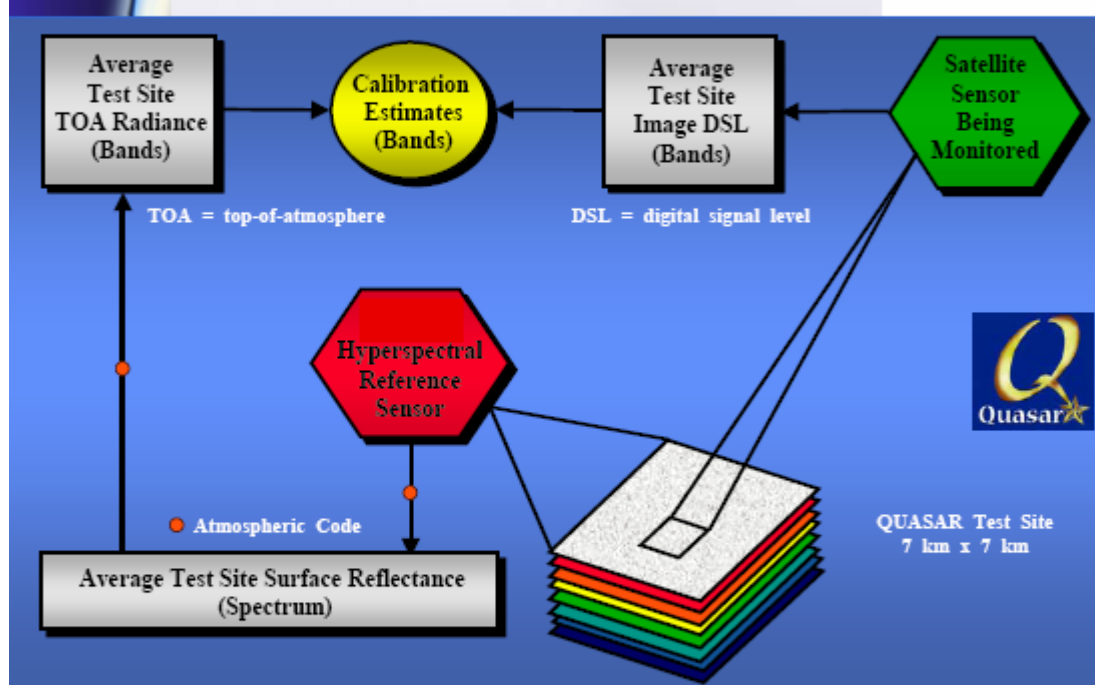 Average
Test Site
TOA Radiance
(Bands)
Calibration
Estimates
(Bands)
Average
Test Site
Image DSL
(Bands)
Satellite
Sensor
Being
Monitored
TOA = top-of-atmosphere
DSL = digital signal level
Hyperspectral
Reference
Sensor
Q
Quasar
Atmospheric Code
QUASAR Test Site
7 km x 7 km
Average Test Site Surface Reflectance
(Spectrum)